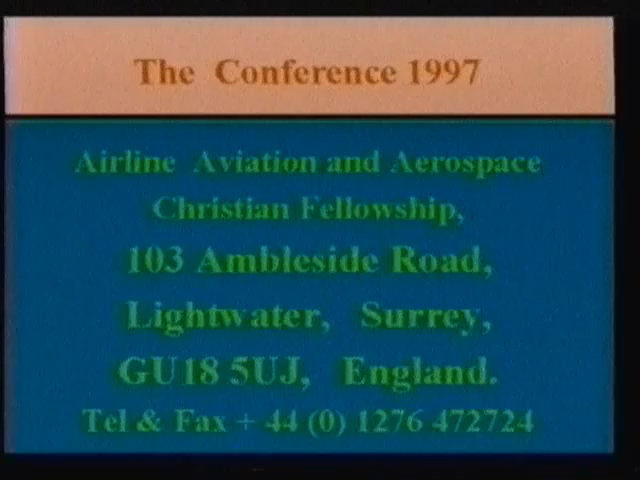 The Conference 1997
Airline Aviation and Aerospace
Christian Fellowship,
103 Ambleside Road,
Lightwater, Surrey,
GU18 5UJ, England.
Tel & Fax + 44 (0) 1276 472724